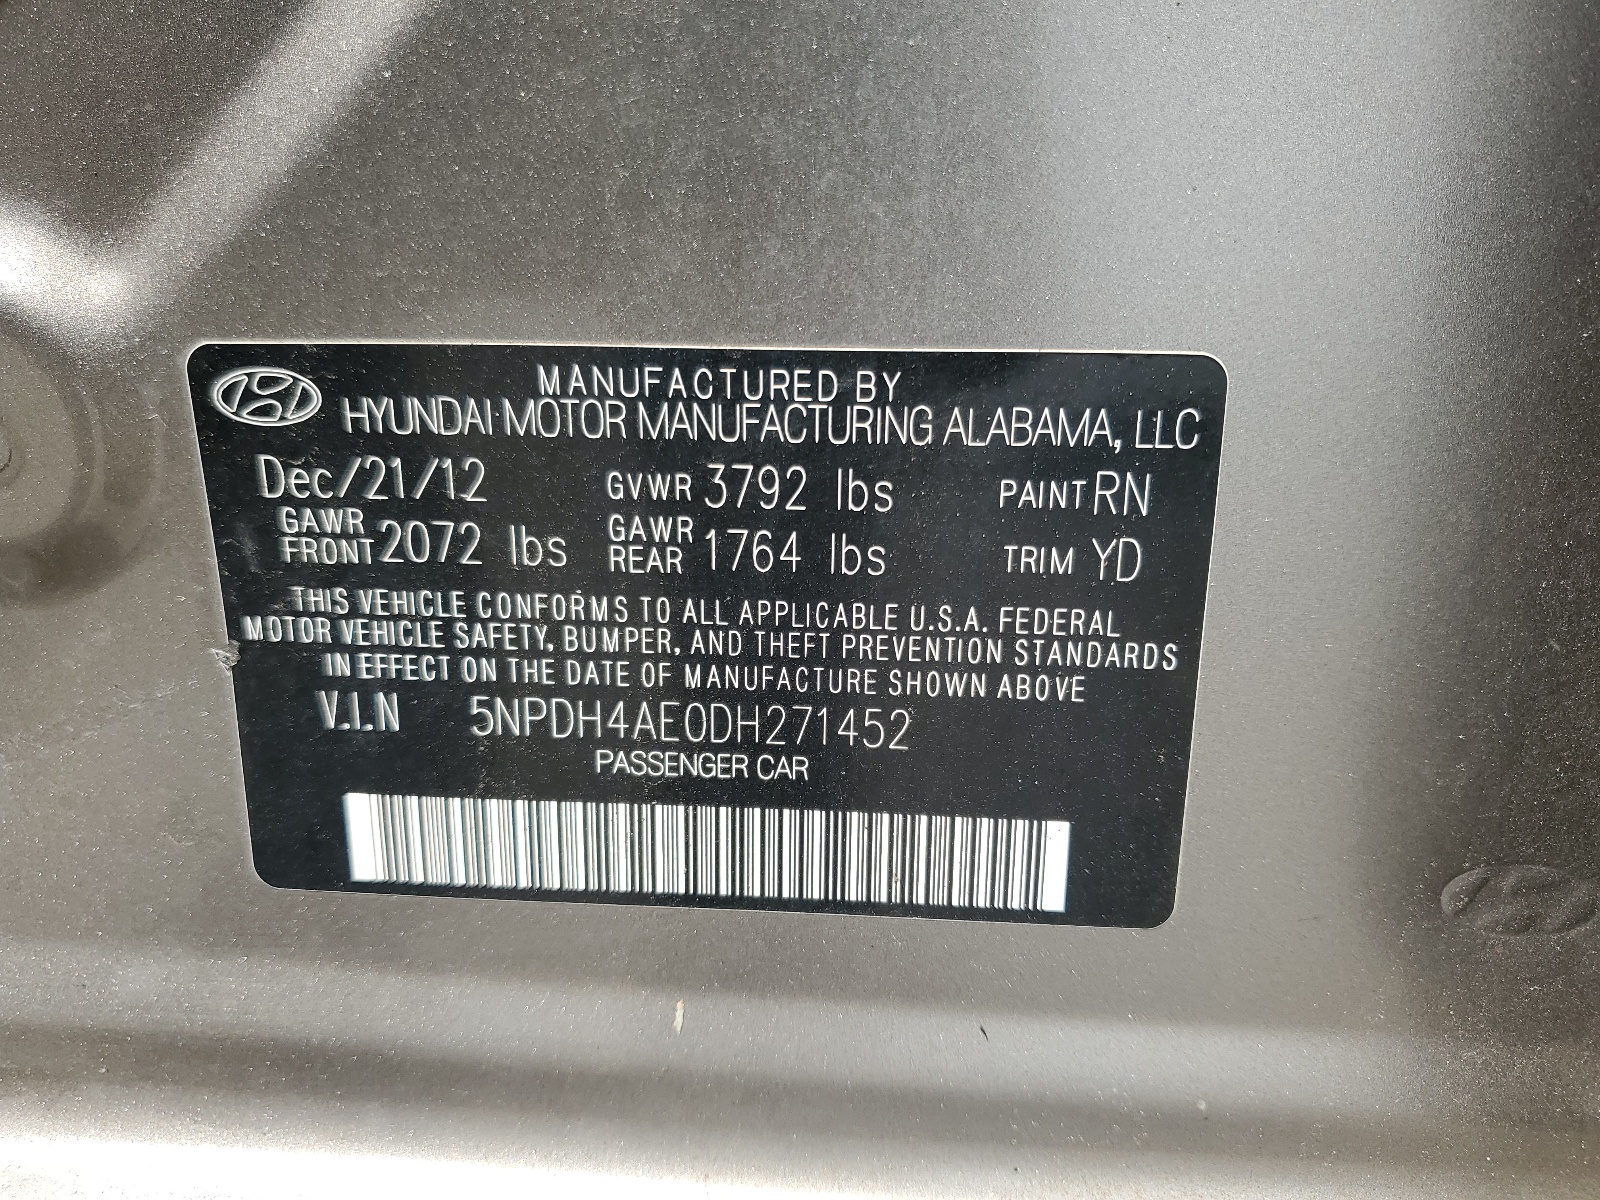 MANUFACTURED BY
HYUNDAI MOTOR MANUFACTURING ALABAMA, LLC
Dec/21/12 GVWR 3792 lbs PAINT RN
GAWR FRONT 2072 lbs GAWR REAR 1764 lbs TRIM YD
THIS VEHICLE CONFORMS TO ALL APPLICABLE U.S.A. FEDERAL
MOTOR VEHICLE SAFETY, BUMPER, AND THEFT PREVENTION STANDARDS
IN EFFECT ON THE DATE OF MANUFACTURE SHOWN ABOVE
V.I.N 5NPDH4AE0DH271452
PASSENGER CAR